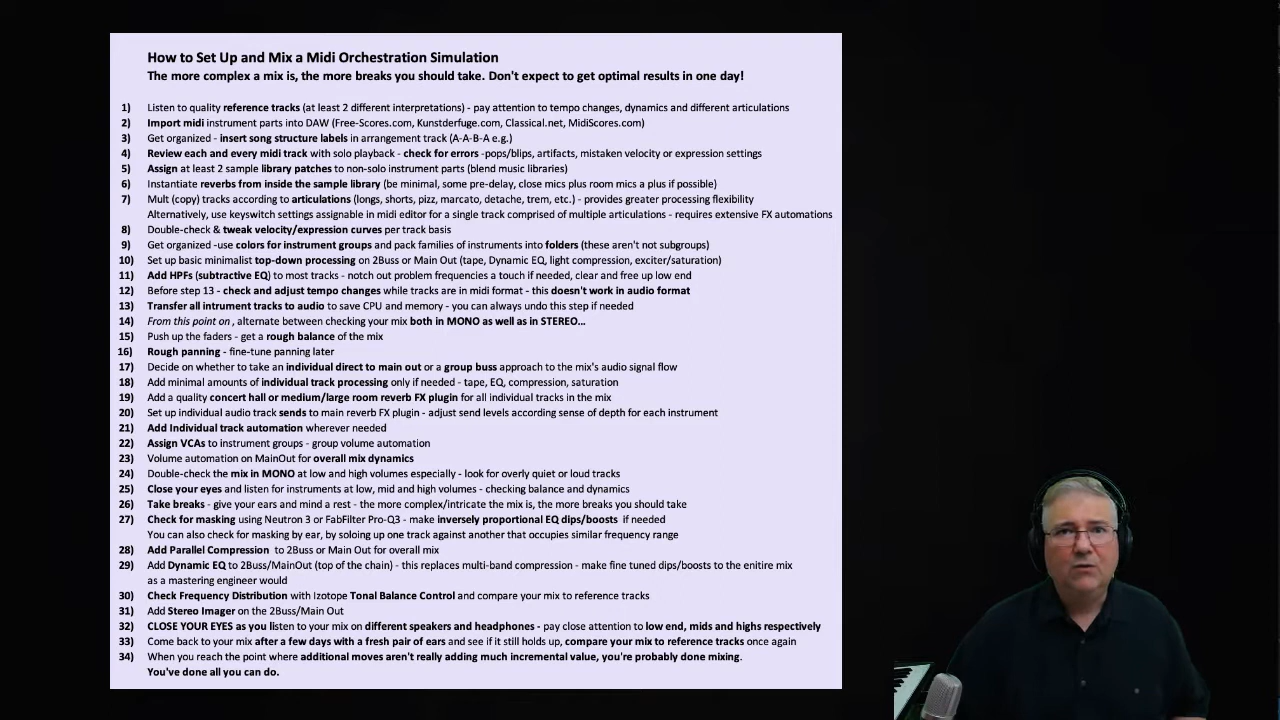 How to Set Up and Mix a Midi Orchestration Simulation
The more complex a mix is, the more breaks you should take. Don't expect to get optimal results in one day!
1) Listen to quality reference tracks (at least 2 different interpretations) - pay attention to tempo changes, dynamics and different articulations
2) Import midi instrument parts into DAW (Free-Scores.com, Kunstderfuge.com, Classical.net, MidiScores.com)
3) Get organized - insert song structure labels in arrangement track (A-A-B-A e.g.)
4) Review each and every midi track with solo playback - check for errors -pops/blips, artifacts, mistaken velocity or expression settings
5) Assign at least 2 sample library patches to non-solo instrument parts (blend music libraries)
6) Instantiate reverbs from inside the sample library (be minimal, some pre-delay, close mics plus room mics a plus if possible)
7) Mult (copy) tracks according to articulations (longs, shorts, pizz, marcato, detache, trem, etc.) - provides greater processing flexibility
Alternatively, use keyswitch settings assignable in midi editor for a single track comprised of multiple articulations - requires extensive FX automations
8) Double-check & tweak velocity/expression curves per track basis
9) Get organized -use colors for instrument groups and pack families of instruments into folders (these aren't not subgroups)
10) Set up basic minimalist top-down processing on 2Buss or Main Out (tape, Dynamic EQ, light compression, exciter/saturation)
11) Add HPFs (subtractive EQ) to most tracks - notch out problem frequencies a touch if needed, clear and free up low end
12) Before step 13 - check and adjust tempo changes while tracks are in midi format - this doesn't work in audio format
13) Transfer all intrument tracks to audio to save CPU and memory - you can always undo this step if needed
14) From this point on , alternate between checking your mix both in MONO as well as in STEREO...
15) Push up the faders - get a rough balance of the mix
16) Rough panning - fine-tune panning later
17) Decide on whether to take an individual direct to main out or a group buss approach to the mix's audio signal flow
18) Add minimal amounts of individual track processing only if needed - tape, EQ, compression, saturation
19) Add a quality concert hall or medium/large room reverb FX plugin for all individual tracks in the mix
20) Set up individual audio track sends to main reverb FX plugin - adjust send levels according sense of depth for each instrument
21) Add Individual track automation wherever needed
22) Assign VCAs to instrument groups - group volume automation
23) Volume automation on MainOut for overall mix dynamics
24) Double-check the mix in MONO at low and high volumes especially - look for overly quiet or loud tracks
25) Close your eyes and listen for instruments at low, mid and high volumes - checking balance and dynamics
26) Take breaks - give your ears and mind a rest - the more complex/intricate the mix is, the more breaks you should take
27) Check for masking using Neutron 3 or FabFilter Pro-Q3 - make inversely proportional EQ dips/boosts if needed
You can also check for masking by ear, by soloing up one track against another that occupies similar frequency range
28) Add Parallel Compression to 2Buss or Main Out for overall mix
29) Add Dynamic EQ to 2Buss/MainOut (top of the chain) - this replaces multi-band compression - make fine tuned dips/boosts to the enitire mix
as a mastering engineer would
30) Check Frequency Distribution with Izotope Tonal Balance Control and compare your mix to reference tracks
31) Add Stereo Imager on the 2Buss/Main Out
32) CLOSE YOUR EYES as you listen to your mix on different speakers and headphones - pay close attention to low end, mids and highs respectively
33) Come back to your mix after a few days with a fresh pair of ears and see if it still holds up, compare your mix to reference tracks once again
34) When you reach the point where additional moves aren't really adding much incremental value, you're probably done mixing.
You've done all you can do.